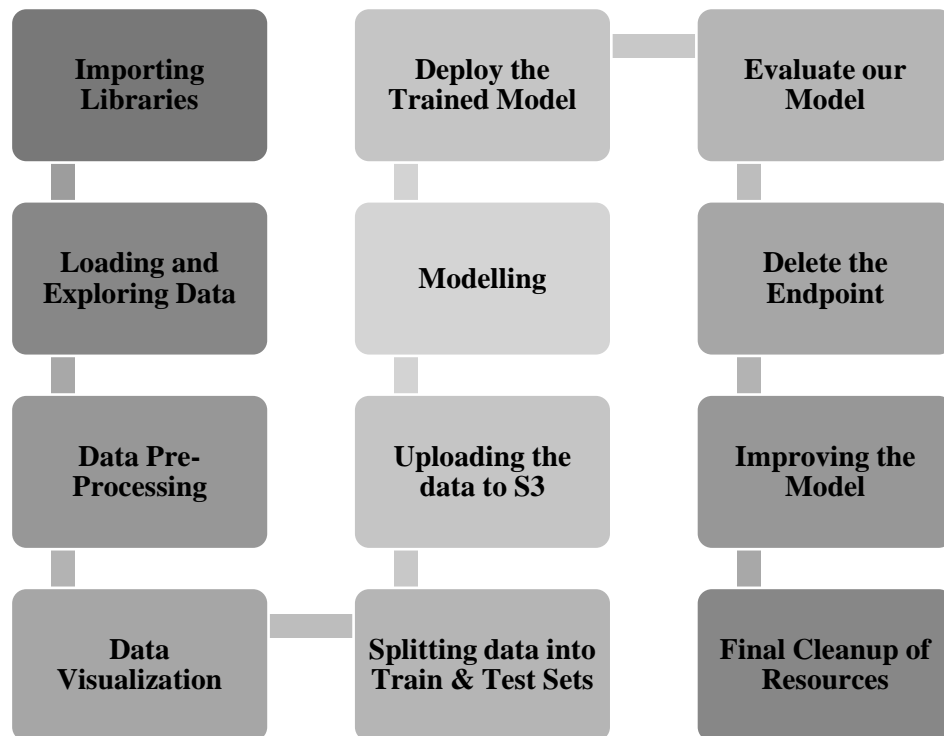 Importing
Libraries
Loading and
Exploring Data
Data Pre-
Processing
Data
Visualization
Splitting data into
Train & Test Sets
Uploading the
data to S3
Modelling
Deploy the
Trained Model
Evaluate our
Model
Delete the
Endpoint
Improving the
Model
Final Cleanup of
Resources